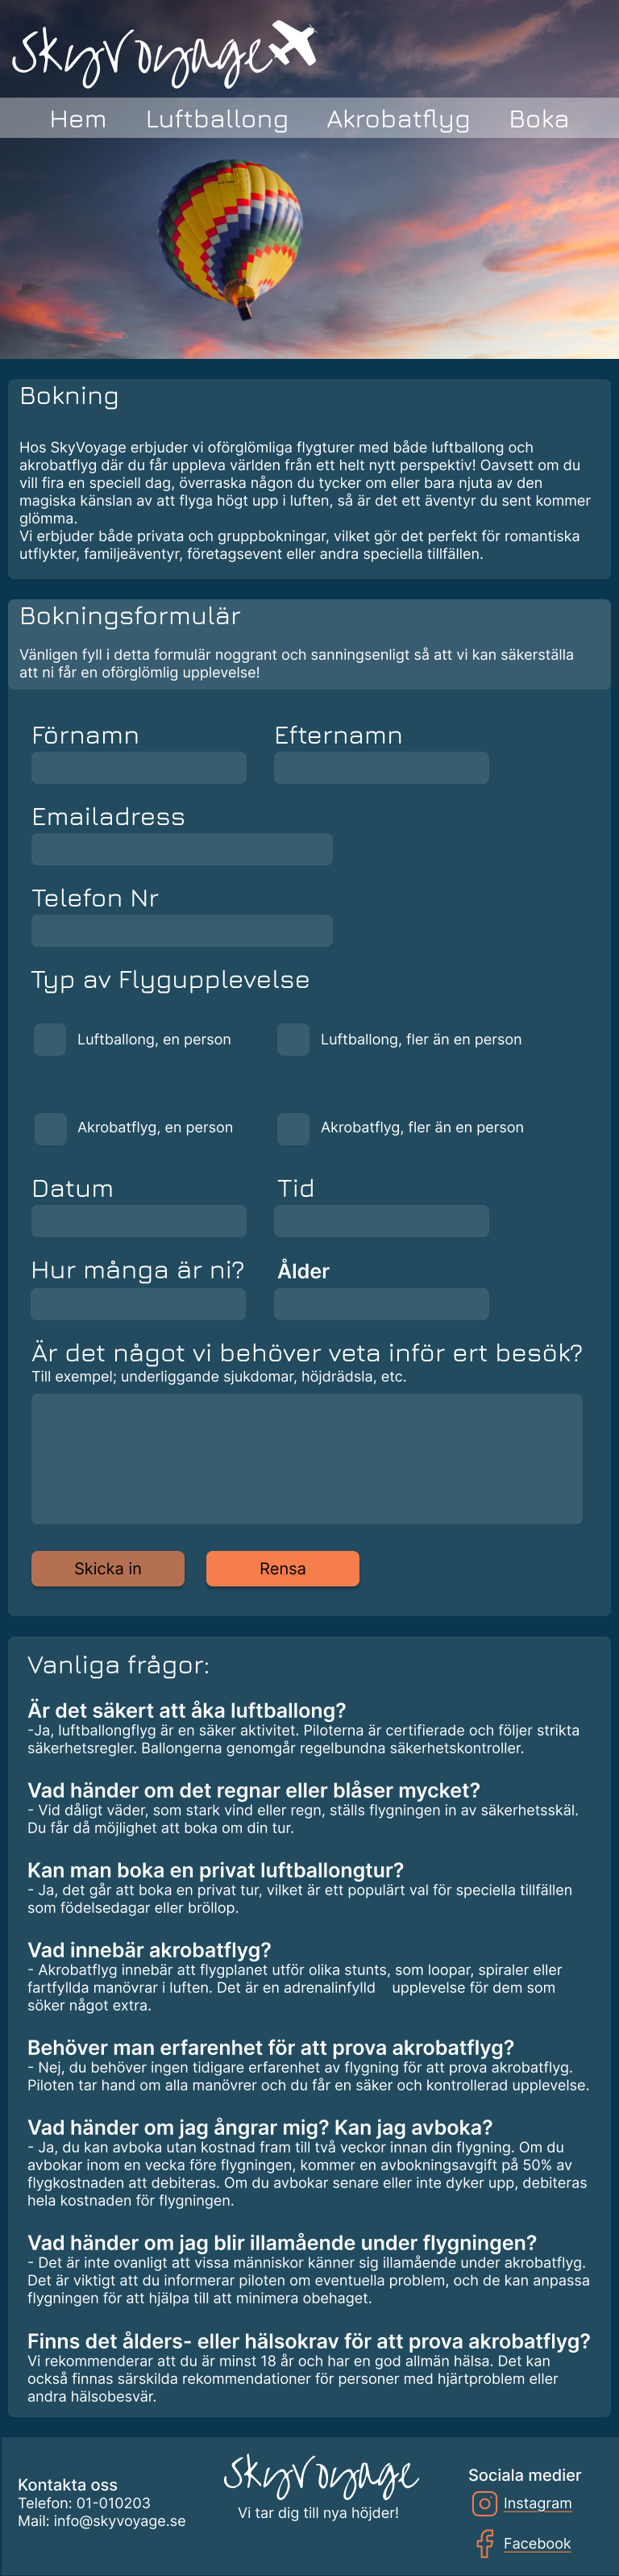 SkyVoyage
Hem Luftballong Akrobatflyg Boka
Bokning
Hos SkyVoyage erbjuder vi oförglömliga flygturer med både luftballong och
akrobatflyg där du får uppleva världen från ett helt nytt perspektiv! Oavsett om du
vill fira en speciell dag, överraska någon du tycker om eller bara njuta av den
magiska känslan av att flyga högt upp i luften, så är det ett äventyr du sent kommer
glömma.
Vi erbjuder både privata och gruppbokningar, vilket gör det perfekt för romantiska
utflykter, familjeäventyr, företagsevent eller andra speciella tillfällen.
Bokningsformulär
Vänligen fyll i detta formulär noggrant och sanningsenligt så att vi kan säkerställa
att ni får en oförglömlig upplevelse!
Förnamn Efternamn
Emailadress
Telefon Nr
Typ av Flygupplevelse
Luftballong, en person Luftballong, fler än en person
Akrobatflyg, en person Akrobatflyg, fler än en person
Datum Tid
Hur många är ni? Ålder
Är det något vi behöver veta inför ert besök?
Till exempel; underliggande sjukdomar, höjdrädsla, etc.
Skicka in Rensa
Vanliga frågor:
Är det säkert att åka luftballong?
-Ja, luftballongflyg är en säker aktivitet. Piloterna är certifierade och följer strikta
säkerhetsregler. Ballongerna genomgår regelbundna säkerhetskontroller.
Vad händer om det regnar eller blåser mycket?
- Vid dåligt väder, som stark vind eller regn, ställs flygningen in av säkerhetsskäl.
Du får då möjlighet att boka om din tur.
Kan man boka en privat luftballongtur?
- Ja, det går att boka en privat tur, vilket är ett populärt val för speciella tillfällen
som födelsedagar eller bröllop.
Vad innebär akrobatflyg?
- Akrobatflyg innebär att flygplanet utför olika stunts, som loopar, spiraler eller
fartfyllda manövrar i luften. Det är en adrenalinfylld upplevelse för dem som
söker något extra.
Behöver man erfarenhet för att prova akrobatflyg?
- Nej, du behöver ingen tidigare erfarenhet av flygning för att prova akrobatflyg.
Piloten tar hand om alla manövrer och du får en säker och kontrollerad upplevelse.
Vad händer om jag ångrar mig? Kan jag avboka?
- Ja, du kan avboka utan kostnad fram till två veckor innan din flygning. Om du
avbokar inom en vecka före flygningen, kommer en avbokningsavgift på 50% av
flygkostnaden att debiteras. Om du avbokar senare eller inte dyker upp, debiteras
hela kostnaden för flygningen.
Vad händer om jag blir illamående under flygningen?
- Det är inte ovanligt att vissa människor känner sig illamående under akrobatflyg.
Det är viktigt att du informerar piloten om eventuella problem, och de kan anpassa
flygningen för att hjälpa till att minimera obehaget.
Finns det ålders- eller hälsokrav för att prova akrobatflyg?
Vi rekommenderar att du är minst 18 år och har en god allmän hälsa. Det kan
också finnas särskilda rekommendationer för personer med hjärtproblem eller
andra hälsobesvär.
Kontakta oss
Telefon: 01-010203
Mail: info@skyvoyage.se
SkyVoyage
Vi tar dig till nya höjder!
Sociala medier
Instagram
Facebook